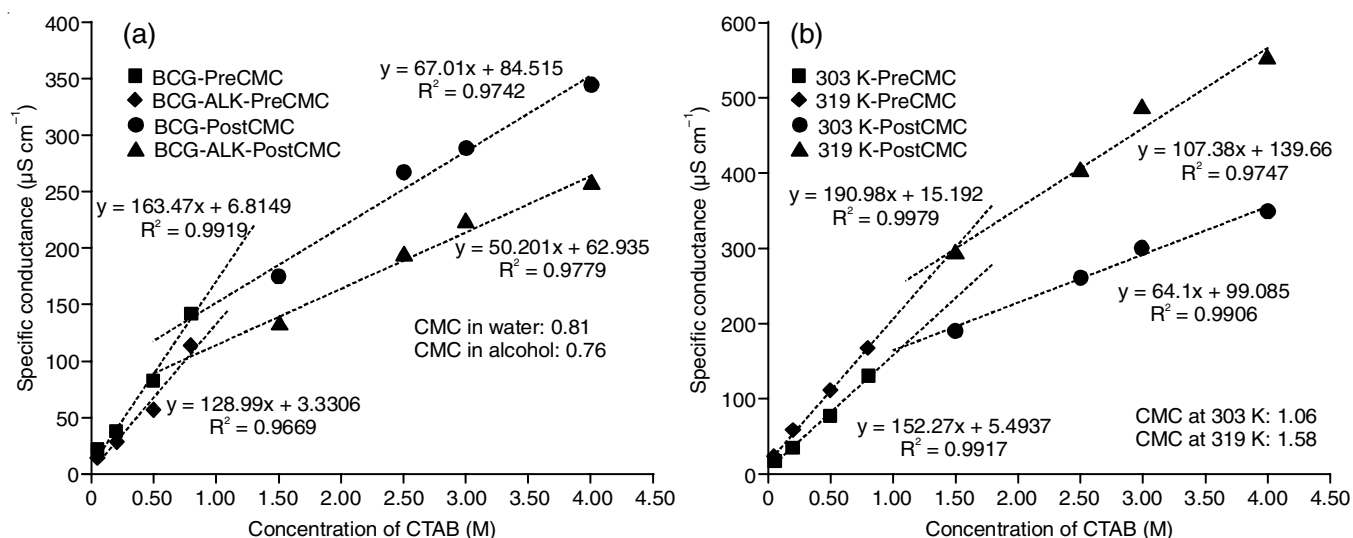 (a)
BCG-PreCMC
BCG-ALK-PreCMC
BCG-PostCMC
BCG-ALK-PostCMC
y = 67.01x + 84.515
R² = 0.9742
y = 163.47x + 6.8149
R² = 0.9919
y = 50.201x + 62.935
R² = 0.9779
CMC in water: 0.81
CMC in alcohol: 0.76
y = 128.99x + 3.3306
R² = 0.9669
400
350
300
250
200
150
100
50
0
Specific conductance (µS cm⁻¹)
0 0.50 1.00 1.50 2.00 2.50 3.00 3.50 4.00 4.50
Concentration of CTAB (M)
(b)
303 K-PreCMC
319 K-PreCMC
303 K-PostCMC
319 K-PostCMC
y = 107.38x + 139.66
R² = 0.9747
y = 190.98x + 15.192
R² = 0.9979
y = 64.1x + 99.085
R² = 0.9906
y = 152.27x + 5.4937
R² = 0.9917
CMC at 303 K: 1.06
CMC at 319 K: 1.58
600
500
400
300
200
100
0
Specific conductance (µS cm⁻¹)
0 0.50 1.00 1.50 2.00 2.50 3.00 3.50 4.00 4.50
Concentration of CTAB (M)